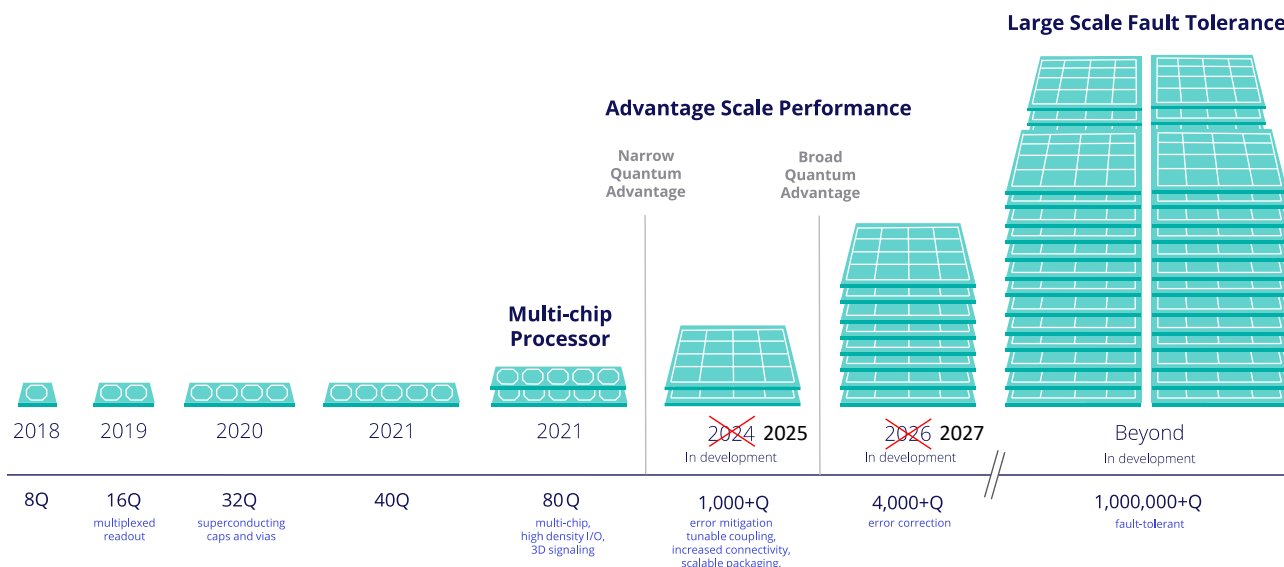 Large Scale Fault Tolerance
Advantage Scale Performance
Narrow
Quantum
Advantage
Broad
Quantum
Advantage
Multi-chip
Processor
2018
2019
2020
2021
2021
2024 2025
In development
2026 2027
In development
Beyond
In development
8Q
16Q
multiplexed
readout
32Q
superconducting
caps and vias
40Q
80Q
multi-chip,
high density I/O,
3D signaling
1,000+Q
error mitigation
tunable coupling,
increased connectivity,
scalable packaging,
4,000+Q
error correction
1,000,000+Q
fault-tolerant